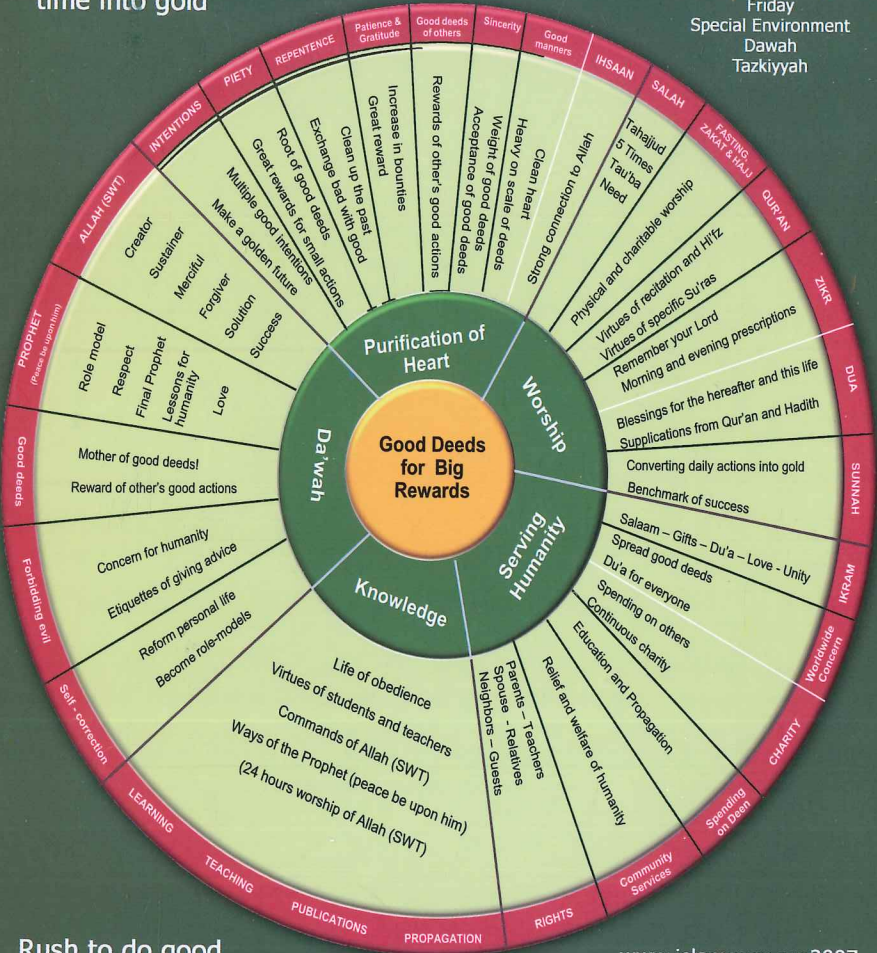 time into gold
Friday
Special Environment
Dawah
Tazkiyyah
Good Deeds
for Big
Rewards
Purification of
Heart
Worship
Serving
Humanity
Knowledge
Da'wah
INTENTIONS
Multiple good intentions
Make a golden future
PIETY
Great rewards for small actions
REPENTENCE
Root of good deeds
Exchange bad with good
Clean up the past
Patience &
Gratitude
Increase in bounties
Great reward
Good deeds
of others
Rewards of other's good actions
Sincerity
Weight of good deeds
Acceptance of good deeds
Good
manners
Clean heart
Heavy on scale of deeds
IHSAAN
Strong connection to Allah
SALAH
Tahajjud
5 Times
Tau'ba
Need
FASTING,
ZAKAT & HAJJ
Physical and charitable worship
QUR'AN
Virtues of recitation and Hi'fz
Virtues of specific Su'ras
ZIKR
Remember your Lord
Morning and evening prescriptions
DUA
Blessings for the hereafter and this life
Supplications from Qur'an and Hadith
SUNNAH
Converting daily actions into gold
Benchmark of success
IKRAM
Salaam – Gifts – Du'a – Love - Unity
Worldwide
Concern
Spread good deeds
Du'a for everyone
CHARITY
Spending on others
Continuous charity
Spending
on Deen
Education and Propagation
Community
Services
Relief and welfare of humanity
RIGHTS
Parents – Teachers
Spouse - Relatives
Neighbors – Guests
LEARNING
TEACHING
PUBLICATIONS
PROPAGATION
Life of obedience
Virtues of students and teachers
Commands of Allah (SWT)
Ways of the Prophet (peace be upon him)
(24 hours worship of Allah (SWT)
Self - correction
Reform personal life
Become role-models
Forbidding evil
Concern for humanity
Etiquettes of giving advice
Good deeds
Mother of good deeds!
Reward of other's good actions
PROPHET
(Peace be upon him)
Role model
Respect
Final Prophet
Lessons for
humanity
Love
ALLAH (SWT)
Creator
Sustainer
Merciful
Forgiver
Solution
Success
Rush to do good